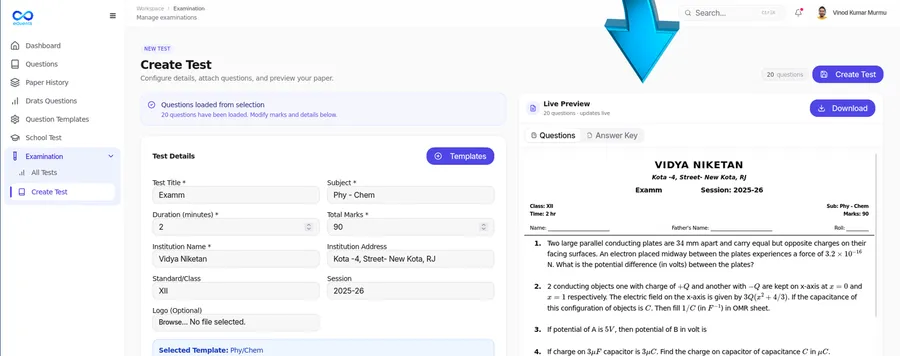 eduents
Dashboard
Questions
Paper History
Drats Questions
Question Templates
School Test
Examination
All Tests
Create Test
Workspace / Examination
Manage examinations
Search...
Ctrl+K
Vinod Kumar Murmu
NEW TEST
Create Test
Configure details, attach questions, and preview your paper.
20 questions
Create Test
Questions loaded from selection
20 questions have been loaded. Modify marks and details below.
Test Details
Templates
Test Title *
Subject *
Examm
Phy - Chem
Duration (minutes) *
Total Marks *
2
90
Institution Name *
Institution Address
Vidya Niketan
Kota -4, Street- New Kota, RJ
Standard/Class
Session
XII
2025-26
Logo (Optional)
Browse... No file selected.
Selected Template: Phy/Chem
Live Preview
20 questions · updates live
Download
Questions
Answer Key
VIDYA NIKETAN
Kota -4, Street- New Kota, RJ
Examm Session: 2025-26
Class: XII Sub: Phy - Chem
Time: 2 hr Marks: 90
Name: Father's Name: Roll:
1. Two large parallel conducting plates are 34 mm apart and carry equal but opposite charges on their
facing surfaces. An electron placed midway between the plates experiences a force of 3.2 × 10⁻¹⁶
N. What is the potential difference (in volts) between the plates?
2. 2 conducting objects one with charge of +Q and another with −Q are kept on x-axis at x = 0 and
x = 1 respectively. The electric field on the x-axis is given by 3Q(x² + 4/3). If the capacitance of
this configuration of objects is C. Then fill 1/C (in F⁻¹) in OMR sheet.
3. If potential of A is 5V, then potential of B in volt is
4. If charge on 3μF capacitor is 3μC. Find the charge on capacitor of capacitance C in μC.